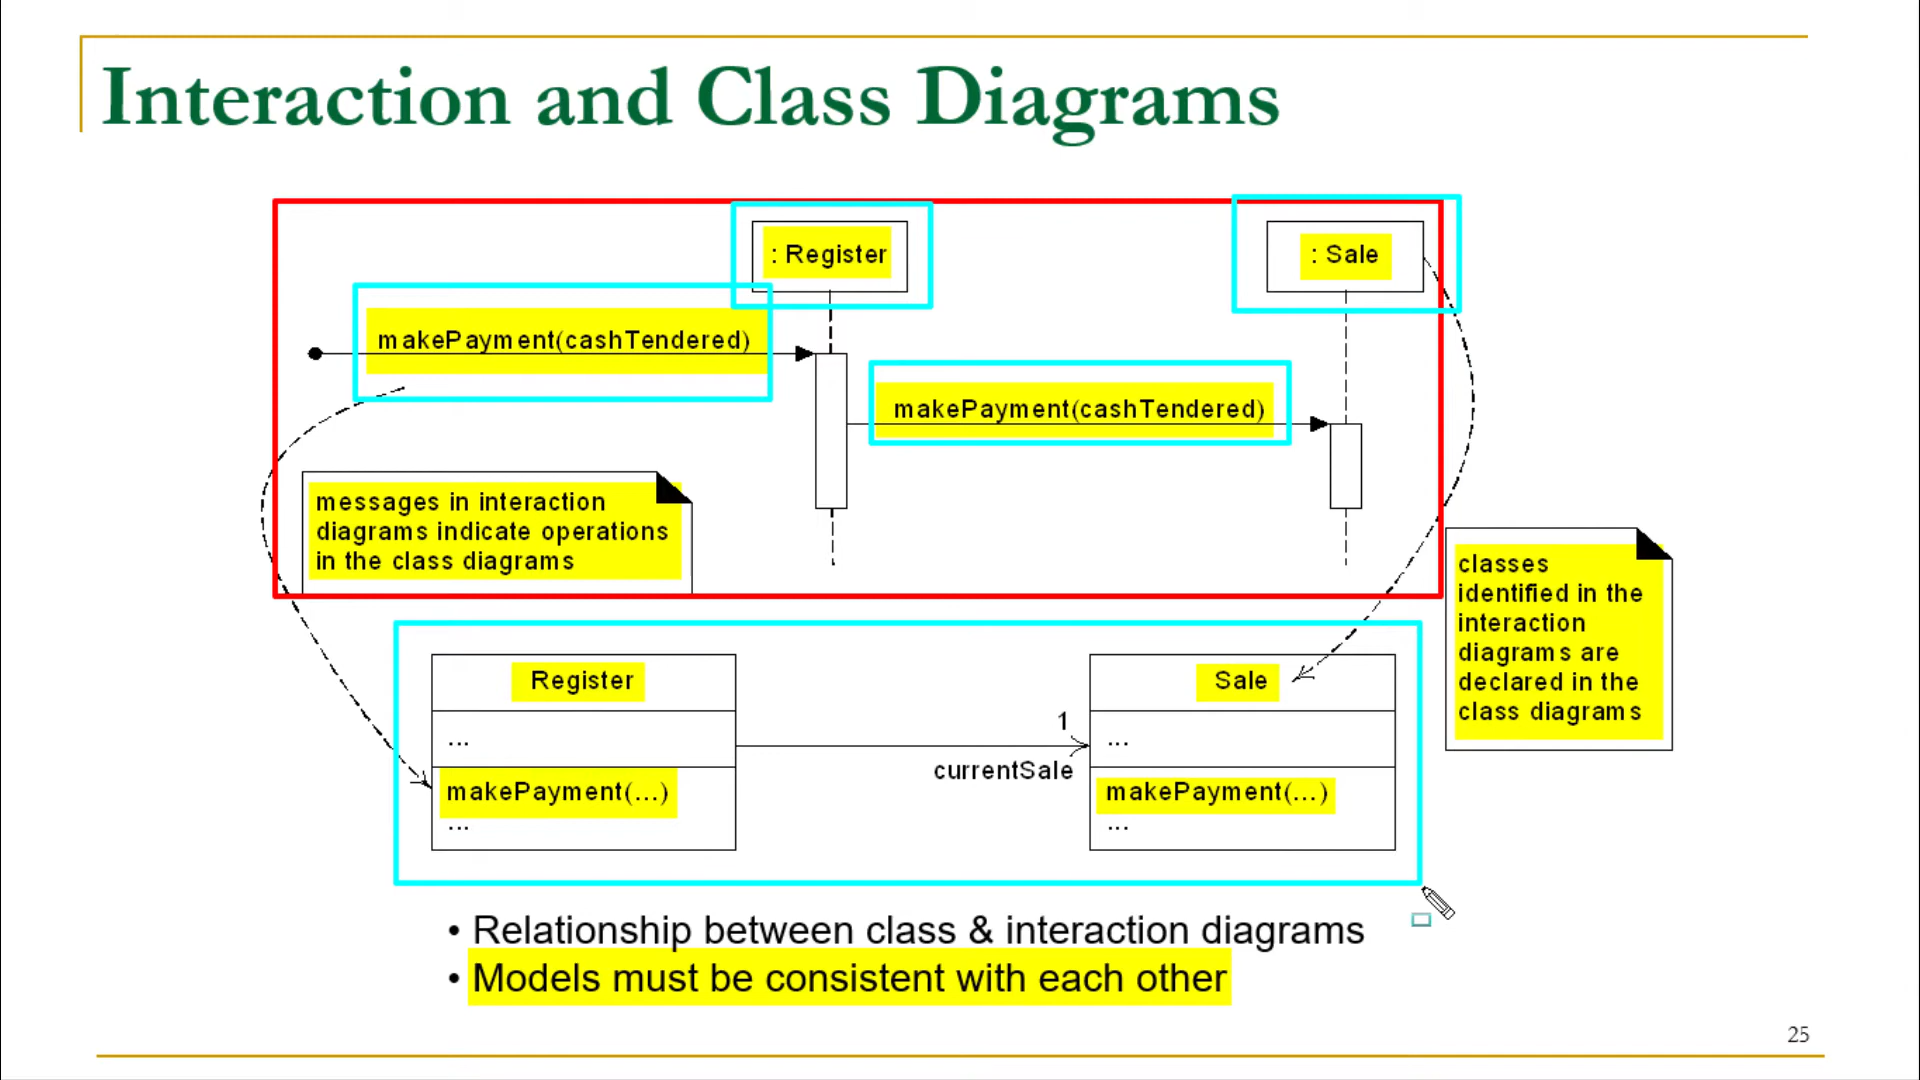 Interaction and Class Diagrams
: Register
: Sale
makePayment(cashTendered)
makePayment(cashTendered)
messages in interaction
diagrams indicate operations
in the class diagrams
classes
identified in the
interaction
diagrams are
declared in the
class diagrams
Register
...
makePayment(...)
...
1
currentSale
Sale
...
makePayment(...)
...
• Relationship between class & interaction diagrams
• Models must be consistent with each other
25